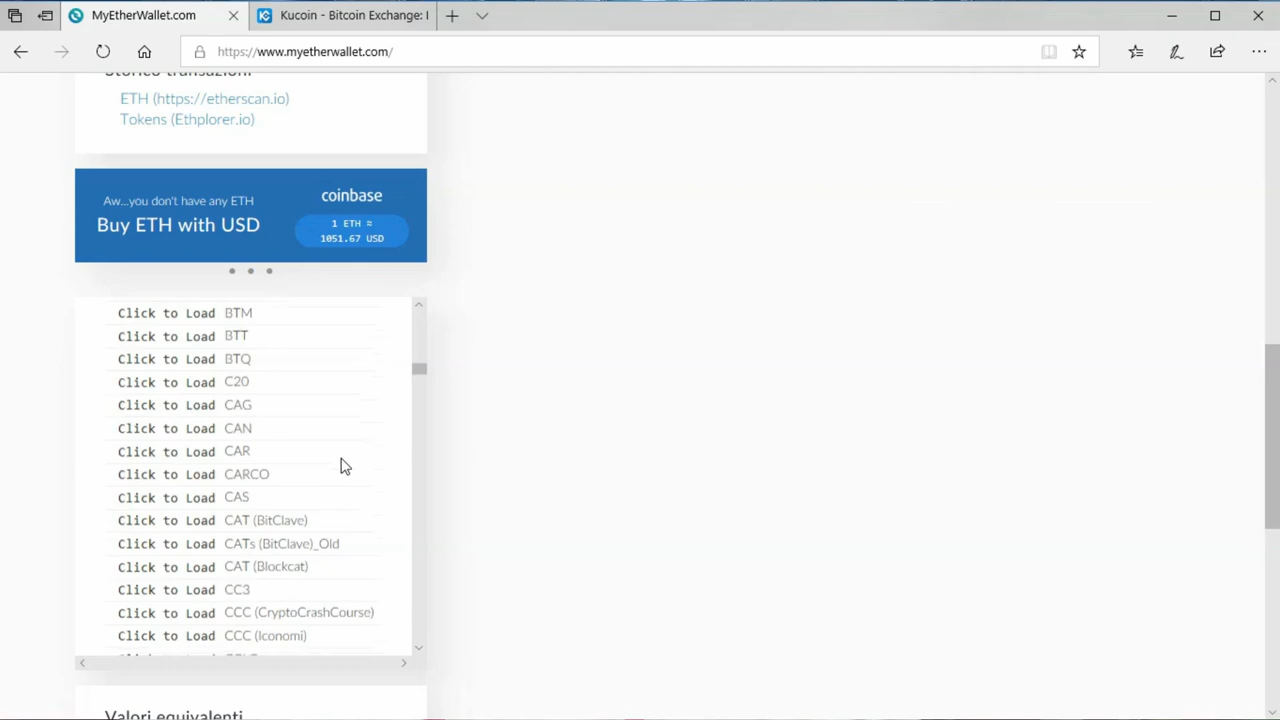 MyEtherWallet.com
Kucoin - Bitcoin Exchange: I
https://www.myetherwallet.com/
Storico transazioni
ETH (https://etherscan.io)
Tokens (Ethplorer.io)
Aw...you don't have any ETH
Buy ETH with USD
coinbase
1 ETH ≈
1051.67 USD
Click to Load BTM
Click to Load BTT
Click to Load BTQ
Click to Load C20
Click to Load CAG
Click to Load CAN
Click to Load CAR
Click to Load CARCO
Click to Load CAS
Click to Load CAT (BitClave)
Click to Load CATs (BitClave)_Old
Click to Load CAT (Blockcat)
Click to Load CC3
Click to Load CCC (CryptoCrashCourse)
Click to Load CCC (Iconomi)
Valori equivalenti